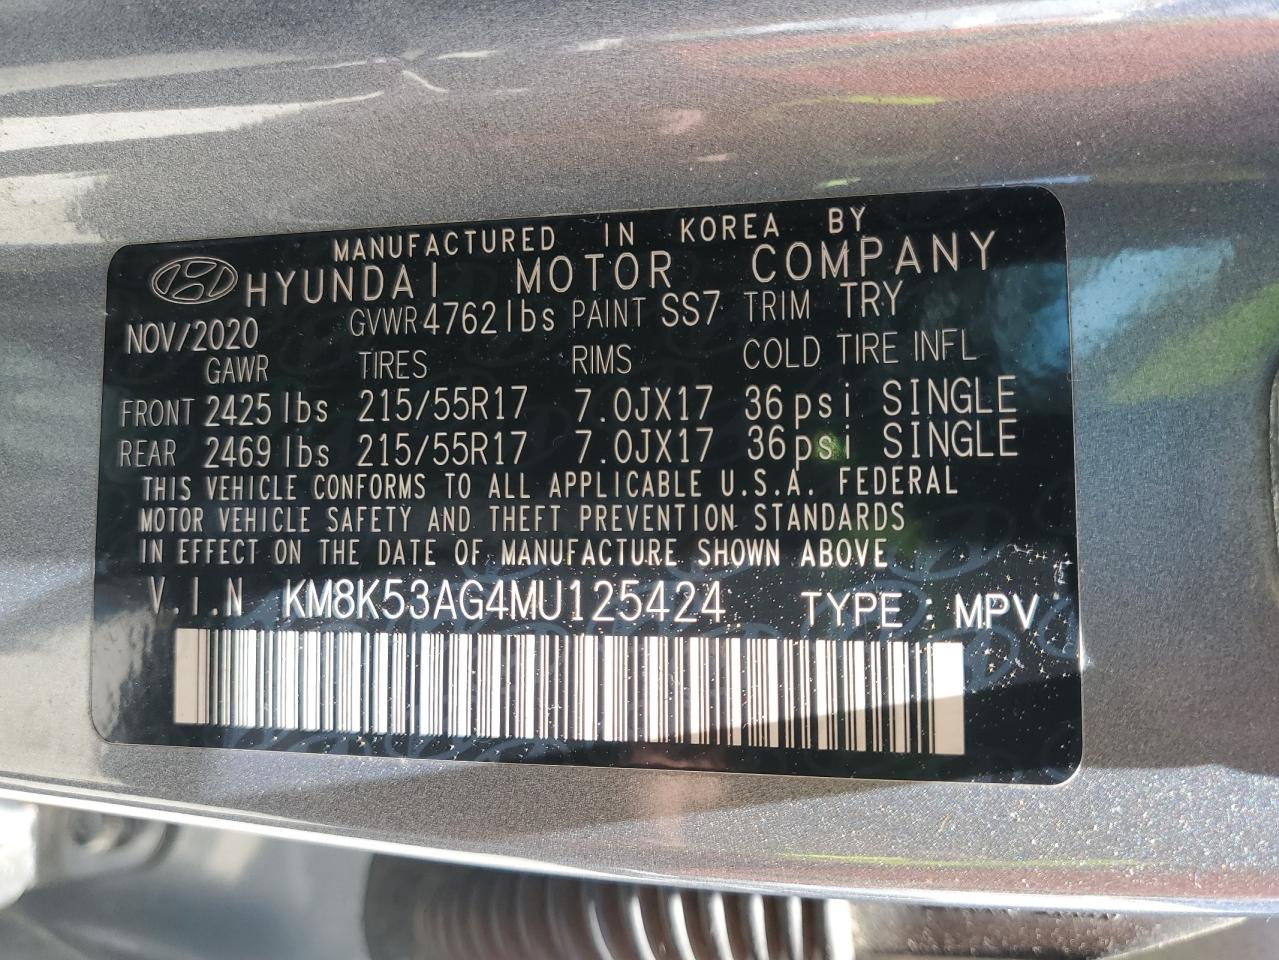 MANUFACTURED IN KOREA BY
HYUNDAI MOTOR COMPANY
NOV/2020 GVWR 4762 lbs PAINT SS7 TRIM TRY
GAWR TIRES RIMS COLD TIRE INFL
FRONT 2425 lbs 215/55R17 7.0JX17 36 psi SINGLE
REAR 2469 lbs 215/55R17 7.0JX17 36psi SINGLE
THIS VEHICLE CONFORMS TO ALL APPLICABLE U.S.A. FEDERAL
MOTOR VEHICLE SAFETY AND THEFT PREVENTION STANDARDS
IN EFFECT ON THE DATE OF MANUFACTURE SHOWN ABOVE
V.I.N KM8K53AG4MU125424 TYPE : MPV